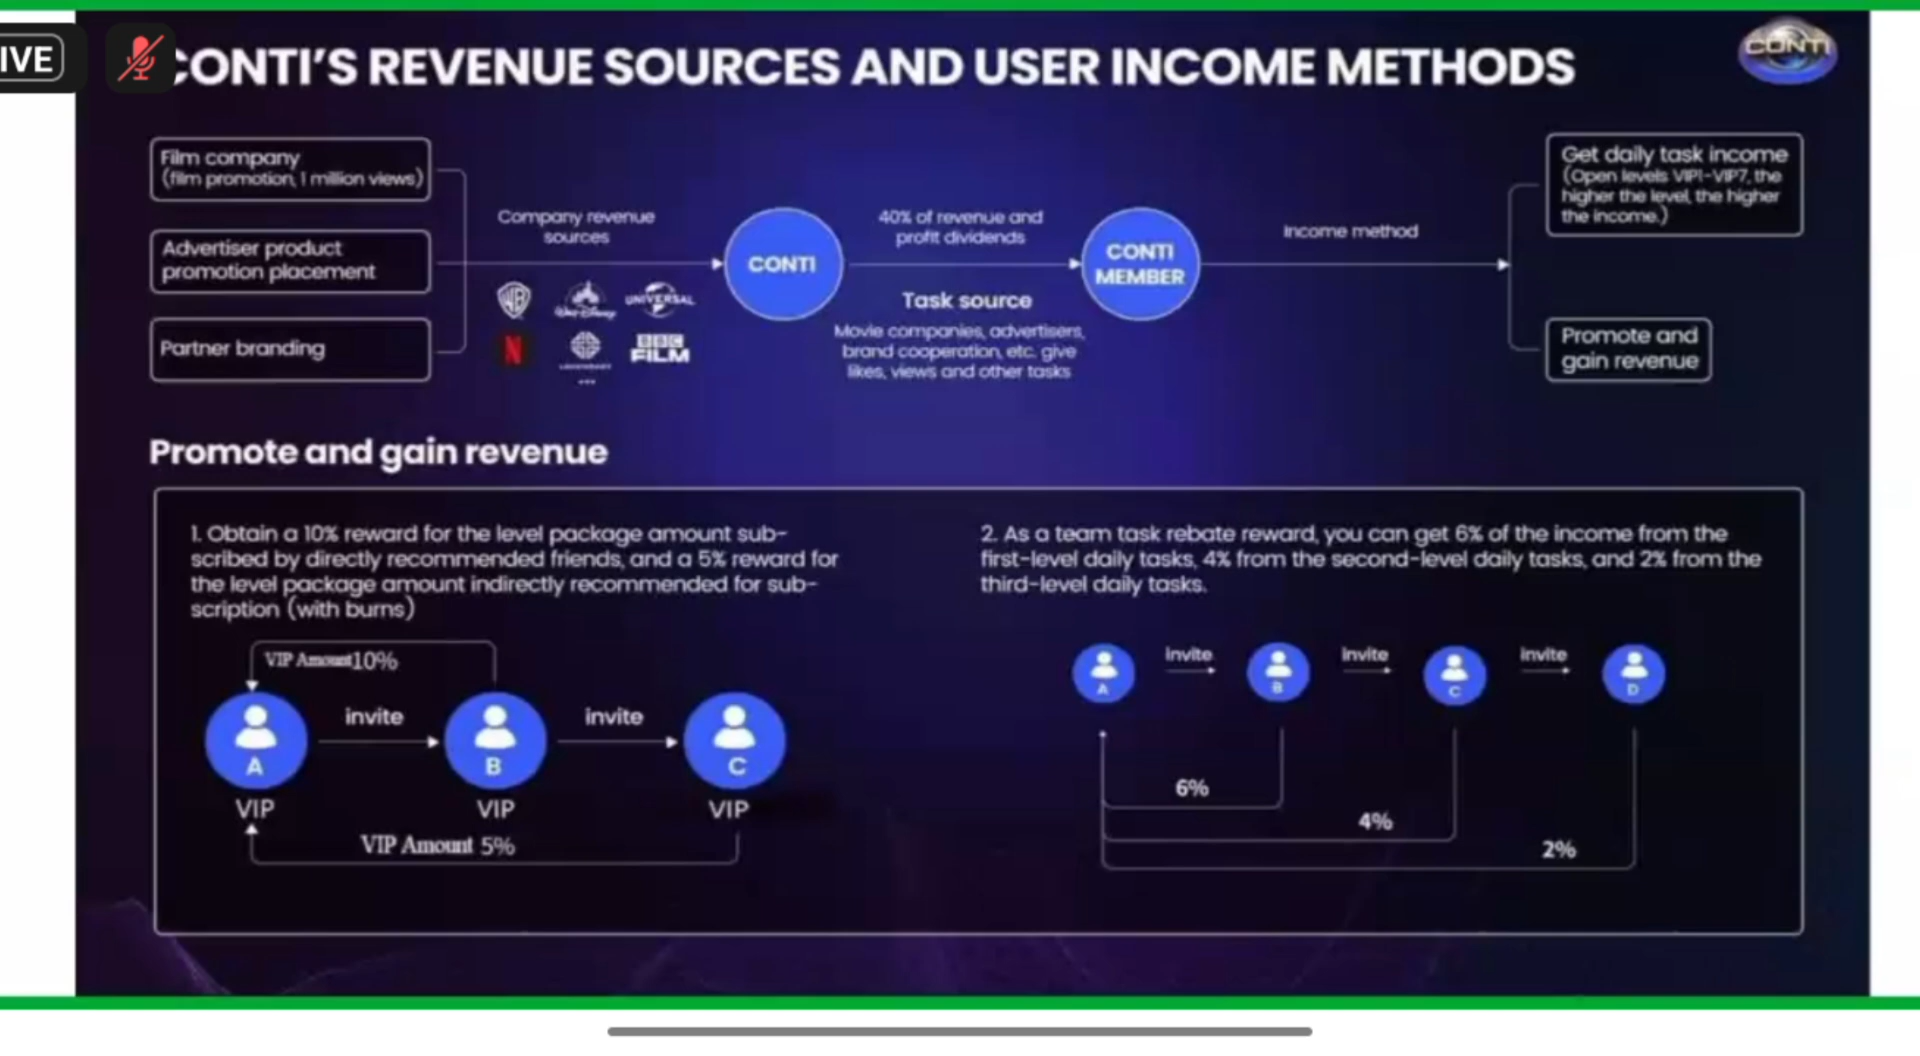 IVE
CONTI'S REVENUE SOURCES AND USER INCOME METHODS
CONTI
Film company
(film promotion, 1 million views)
Advertiser product
promotion placement
Partner branding
Company revenue
sources
WB
WALT DISNEY
UNIVERSAL
N
LEGENDARY
BBC
FILM
...
CONTI
40% of revenue and
profit dividends
Task source
Movie companies, advertisers,
brand cooperation, etc. give
likes, views and other tasks
CONTI
MEMBER
Income method
Get daily task income
(Open levels VIP1-VIP7, the
higher the level, the higher
the income.)
Promote and
gain revenue
Promote and gain revenue
1. Obtain a 10% reward for the level package amount sub-
scribed by directly recommended friends, and a 5% reward for
the level package amount indirectly recommended for sub-
scription (with burns)
VIP Amount10%
A
invite
B
invite
C
VIP
VIP
VIP
VIP Amount 5%
2. As a team task rebate reward, you can get 6% of the income from the
first-level daily tasks, 4% from the second-level daily tasks, and 2% from the
third-level daily tasks.
A
invite
B
invite
C
invite
D
6%
4%
2%